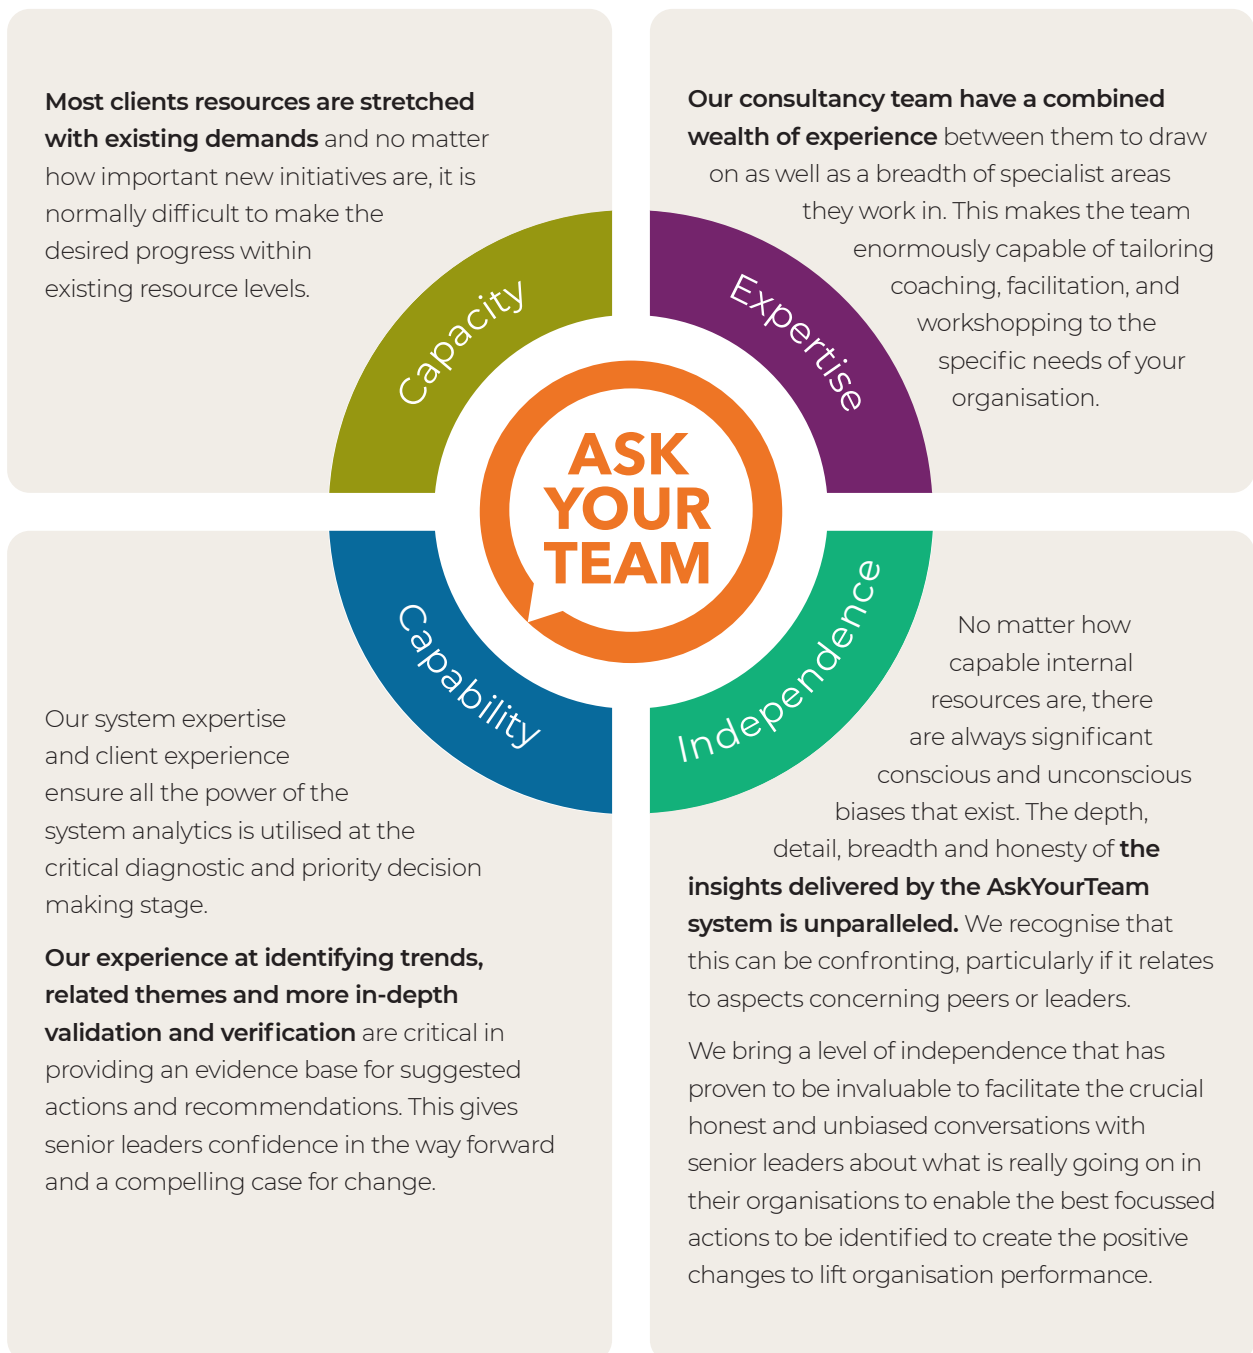 Most clients resources are stretched
with existing demands and no matter
how important new initiatives are, it is
normally difficult to make the
desired progress within
existing resource levels.
Capacity
Our consultancy team have a combined
wealth of experience between them to draw
on as well as a breadth of specialist areas
they work in. This makes the team
enormously capable of tailoring
coaching, facilitation, and
workshopping to the
specific needs of your
organisation.
Expertise
ASK
YOUR
TEAM
Capability
Our system expertise
and client experience
ensure all the power of the
system analytics is utilised at the
critical diagnostic and priority decision
making stage.
Our experience at identifying trends,
related themes and more in-depth
validation and verification are critical in
providing an evidence base for suggested
actions and recommendations. This gives
senior leaders confidence in the way forward
and a compelling case for change.
Independence
No matter how
capable internal
resources are, there
are always significant
conscious and unconscious
biases that exist. The depth,
detail, breadth and honesty of the
insights delivered by the AskYourTeam
system is unparalleled. We recognise that
this can be confronting, particularly if it relates
to aspects concerning peers or leaders.
We bring a level of independence that has
proven to be invaluable to facilitate the crucial
honest and unbiased conversations with
senior leaders about what is really going on in
their organisations to enable the best focussed
actions to be identified to create the positive
changes to lift organisation performance.